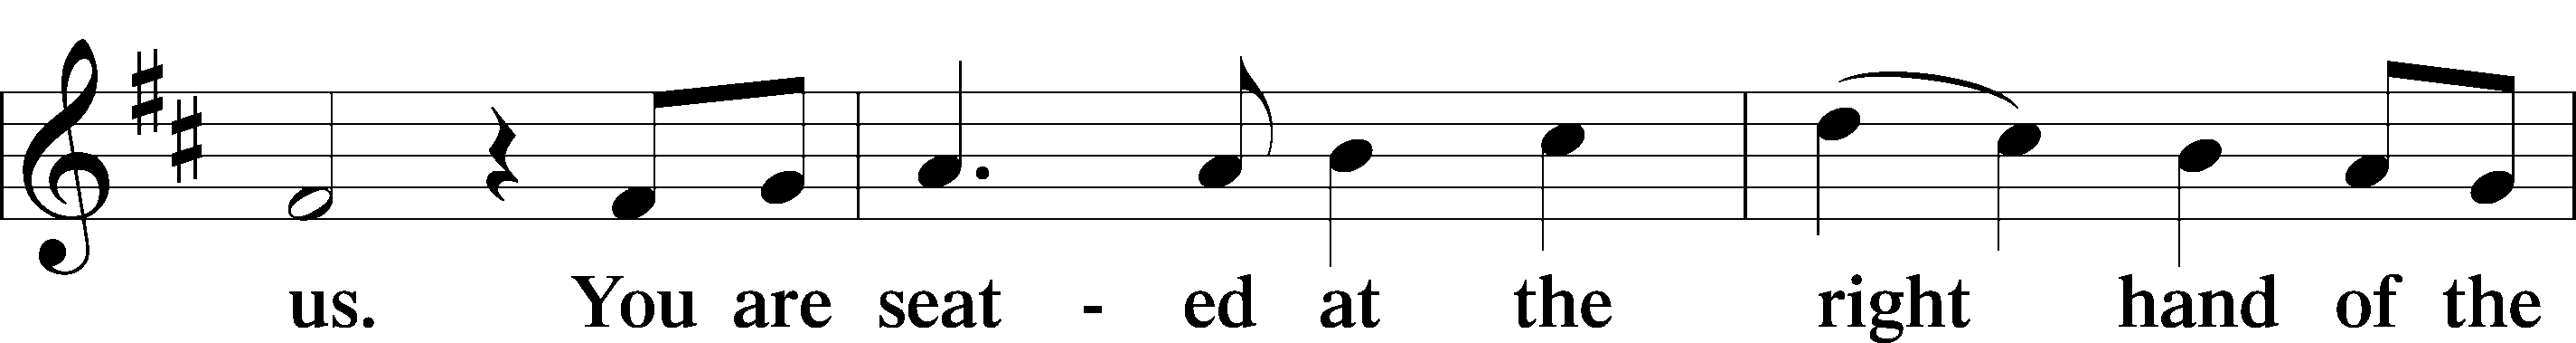 us. You are seat - ed at the right hand of the